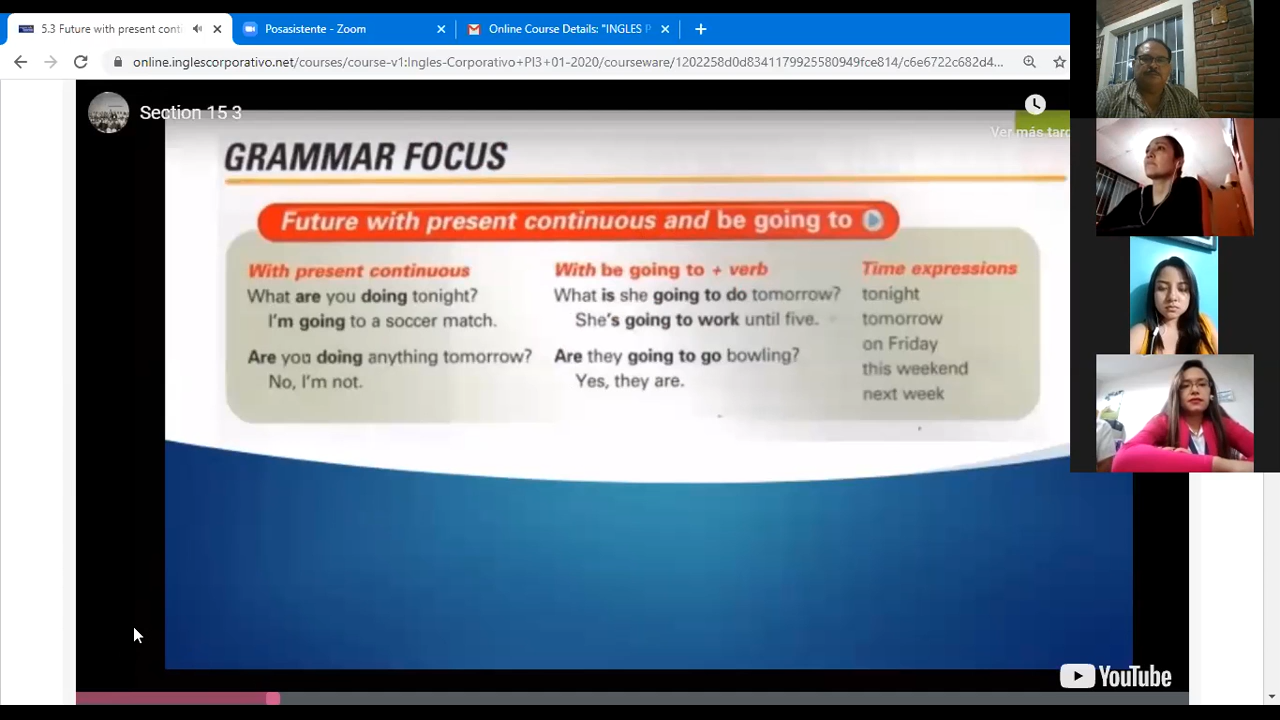 5.3 Future with present conti
Posasistente - Zoom
Online Course Details: "INGLES P
online.inglescorporativo.net/courses/course-v1:Ingles-Corporativo+PI3+01-2020/courseware/1202258d0d8341179925580949fce814/c6e6722c682d4...
Section 15 3
Ver más tard
GRAMMAR FOCUS
Future with present continuous and be going to
With present continuous
What are you doing tonight?
I'm going to a soccer match.
Are you doing anything tomorrow?
No, I'm not.
With be going to + verb
What is she going to do tomorrow?
She's going to work until five.
Are they going to go bowling?
Yes, they are.
Time expressions
tonight
tomorrow
on Friday
this weekend
next week
YouTube